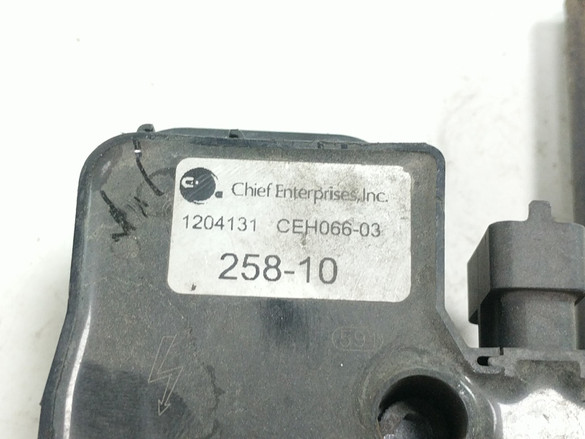 Chief Enterprises, Inc.
1204131 CEH066-03
258-10